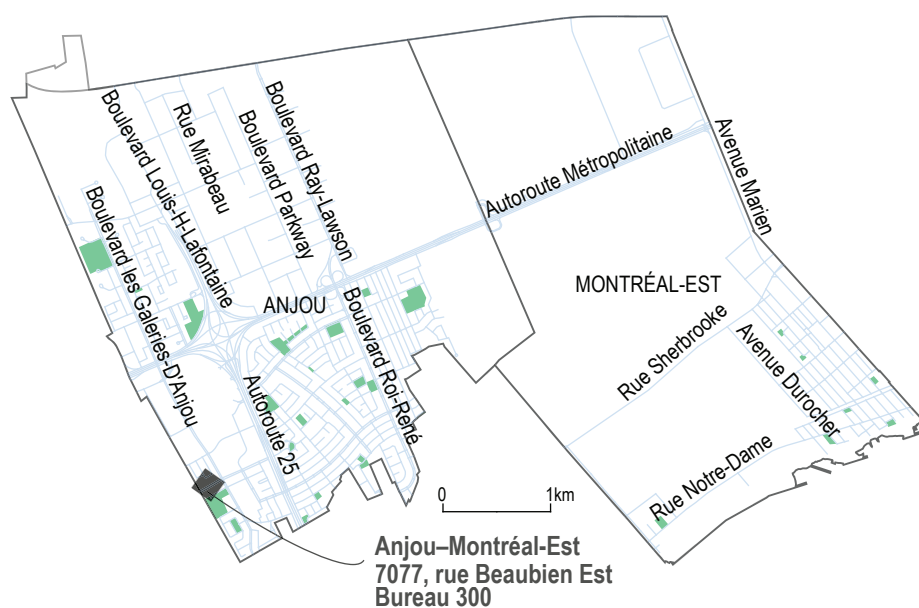 Boulevard Louis-H-Lafontaine
Rue Mirabeau
Boulevard Parkway
Boulevard Ray-Lawson
Autoroute Métropolitaine
Avenue Marien
Boulevard les Galeries-D'Anjou
ANJOU
MONTRÉAL-EST
Boulevard Roi-René
Rue Sherbrooke
Avenue Durocher
Autoroute 25
Rue Notre-Dame
0 1km
Anjou–Montréal-Est
7077, rue Beaubien Est
Bureau 300